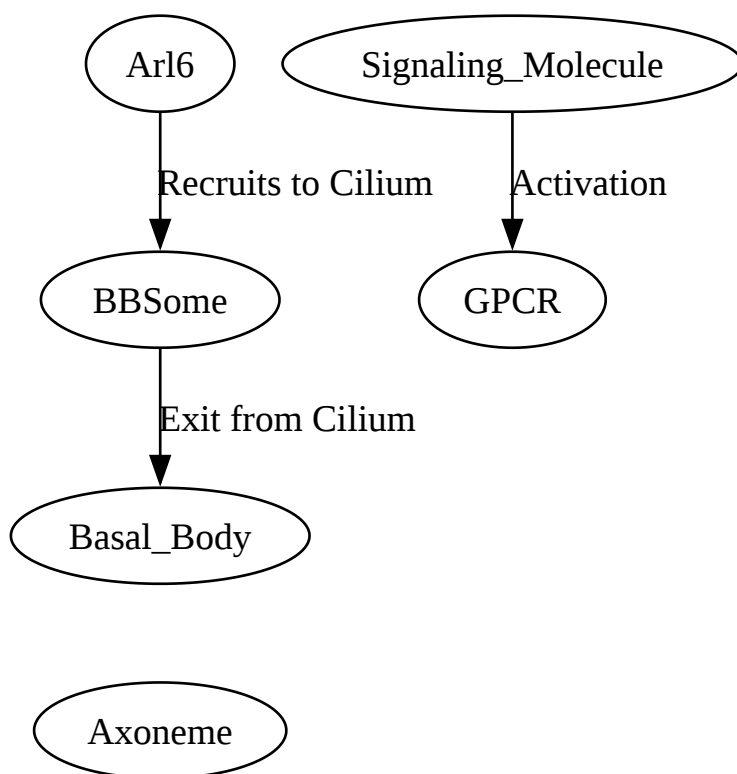 Arl6
Signaling_Molecule
Recruits to Cilium
Activation
BBSome
GPCR
Exit from Cilium
Basal_Body
Axoneme